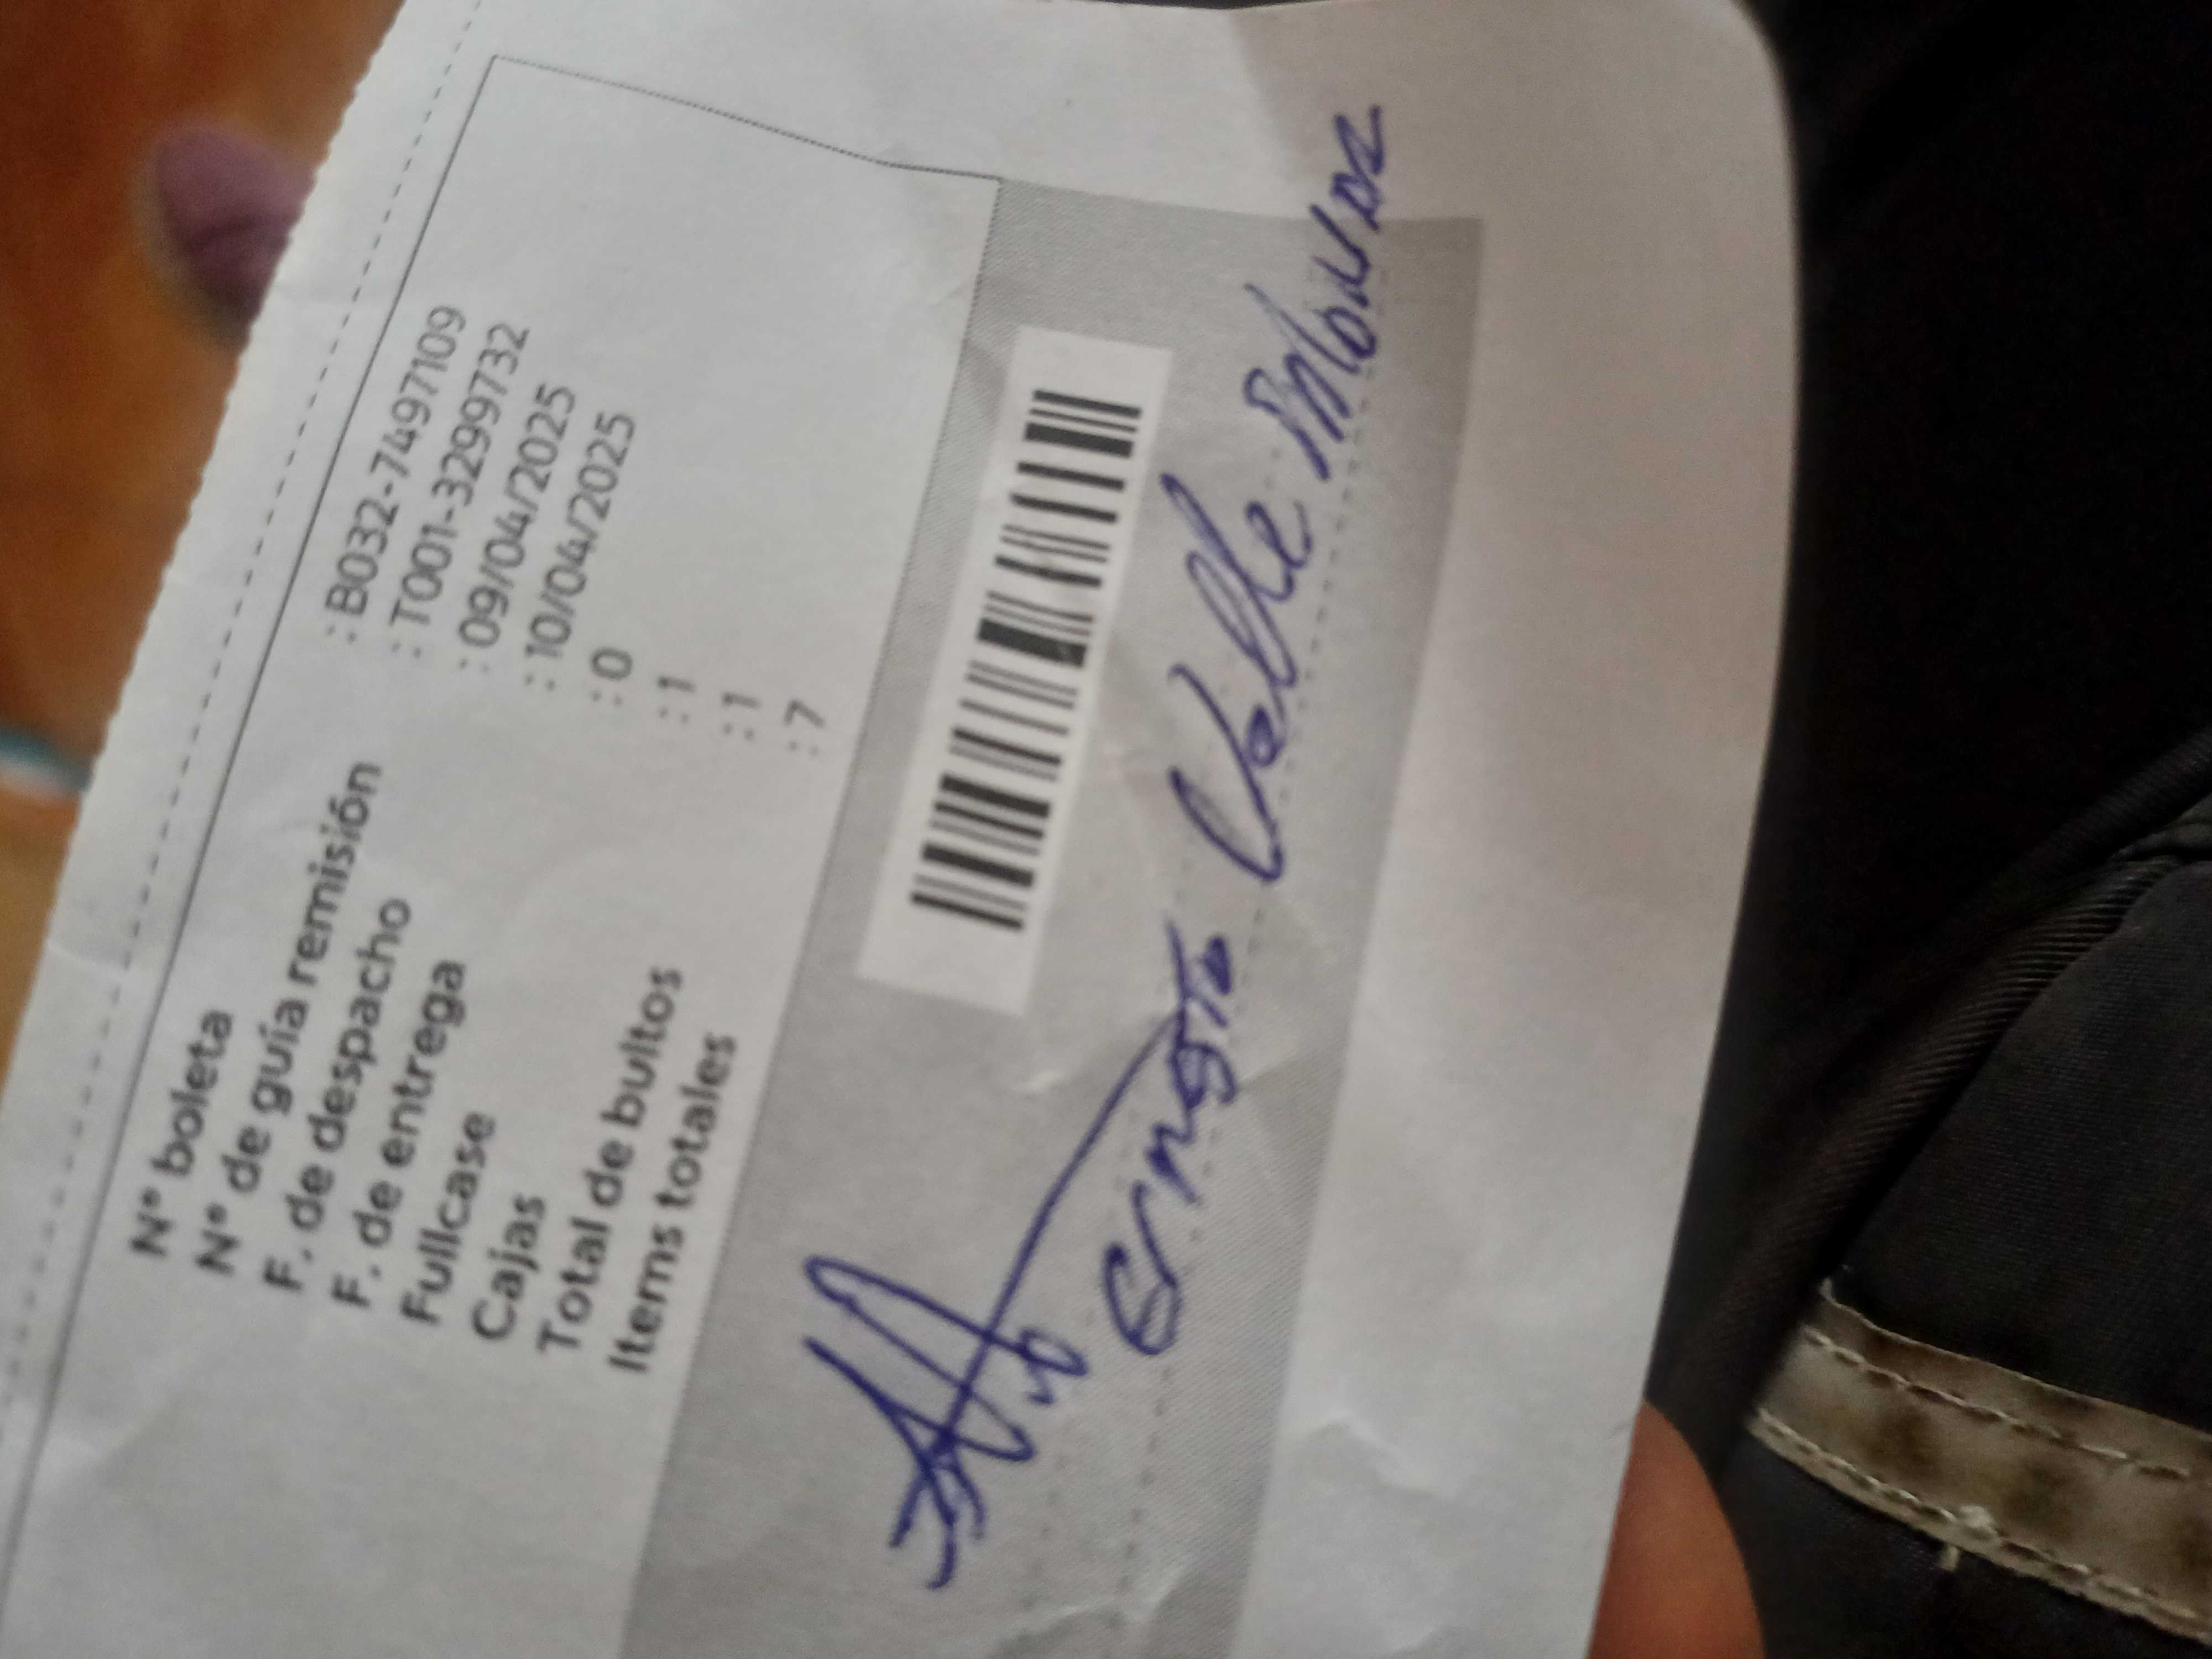 N° boleta : B032-77497109
N° de guía remisión : T001-3299732
F. de despacho : 09/04/2025
F. de entrega : 10/04/2025
Fullcase : 0
Cajas : 1
Total de bultos : 1
Items totales : 7
Ernesto Valle